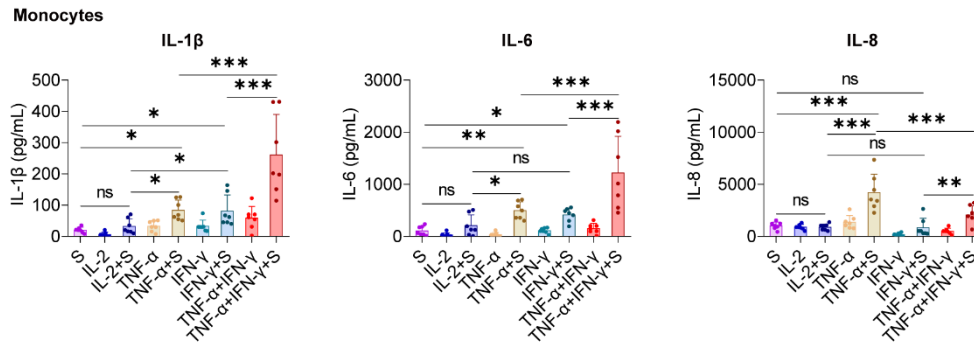 Monocytes
IL-1β
IL-1β (pg/mL)
500
400
300
200
100
0
***
***
*
*
*
ns
*
S
IL-2
IL-2+S
TNF-α
TNF-α+S
IFN-γ
IFN-γ+S
TNF-α+IFN-γ
TNF-α+IFN-γ+S
IL-6
IL-6 (pg/mL)
3000
2000
1000
0
***
***
*
**
ns
ns
*
S
IL-2
IL-2+S
TNF-α
TNF-α+S
IFN-γ
IFN-γ+S
TNF-α+IFN-γ
TNF-α+IFN-γ+S
IL-8
IL-8 (pg/mL)
15000
10000
5000
0
ns
***
***
***
ns
**
ns
S
IL-2
IL-2+S
TNF-α
TNF-α+S
IFN-γ
IFN-γ+S
TNF-α+IFN-γ
TNF-α+IFN-γ+S